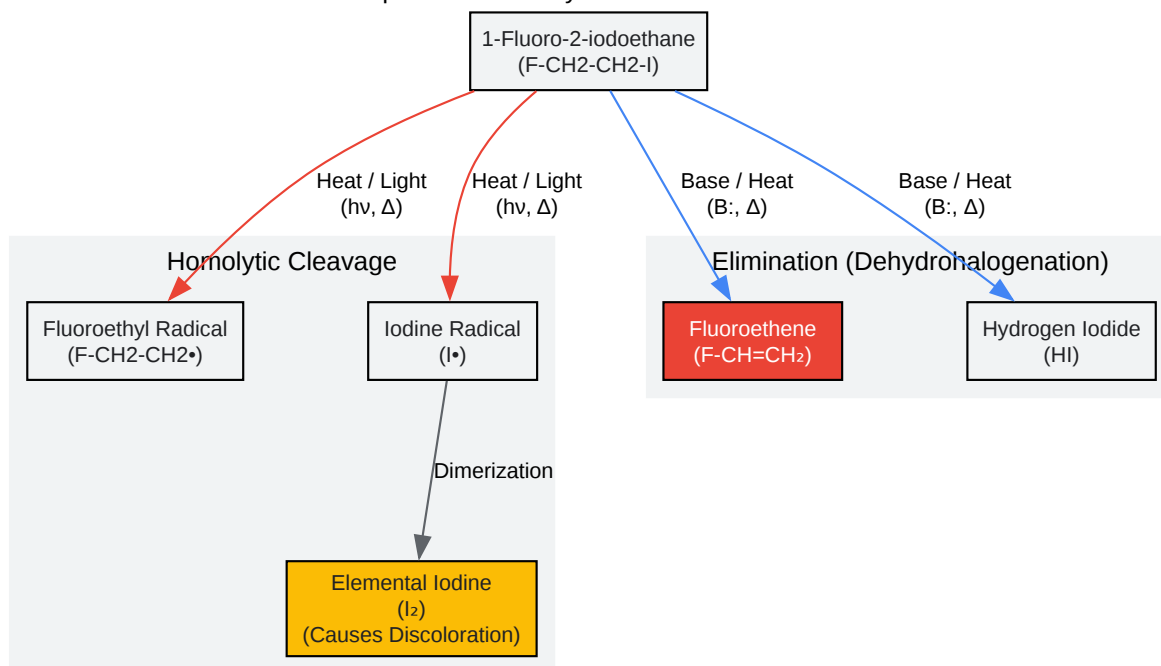 1-Fluoro-2-iodoethane
(F-CH2-CH2-I)
Heat / Light
(hν, Δ)
Heat / Light
(hν, Δ)
Base / Heat
(B:, Δ)
Base / Heat
(B:, Δ)
Homolytic Cleavage
Elimination (Dehydrohalogenation)
Fluoroethyl Radical
(F-CH2-CH2•)
Iodine Radical
(I•)
Fluoroethene
(F-CH=CH₂)
Hydrogen Iodide
(HI)
Dimerization
Elemental Iodine
(I₂)
(Causes Discoloration)